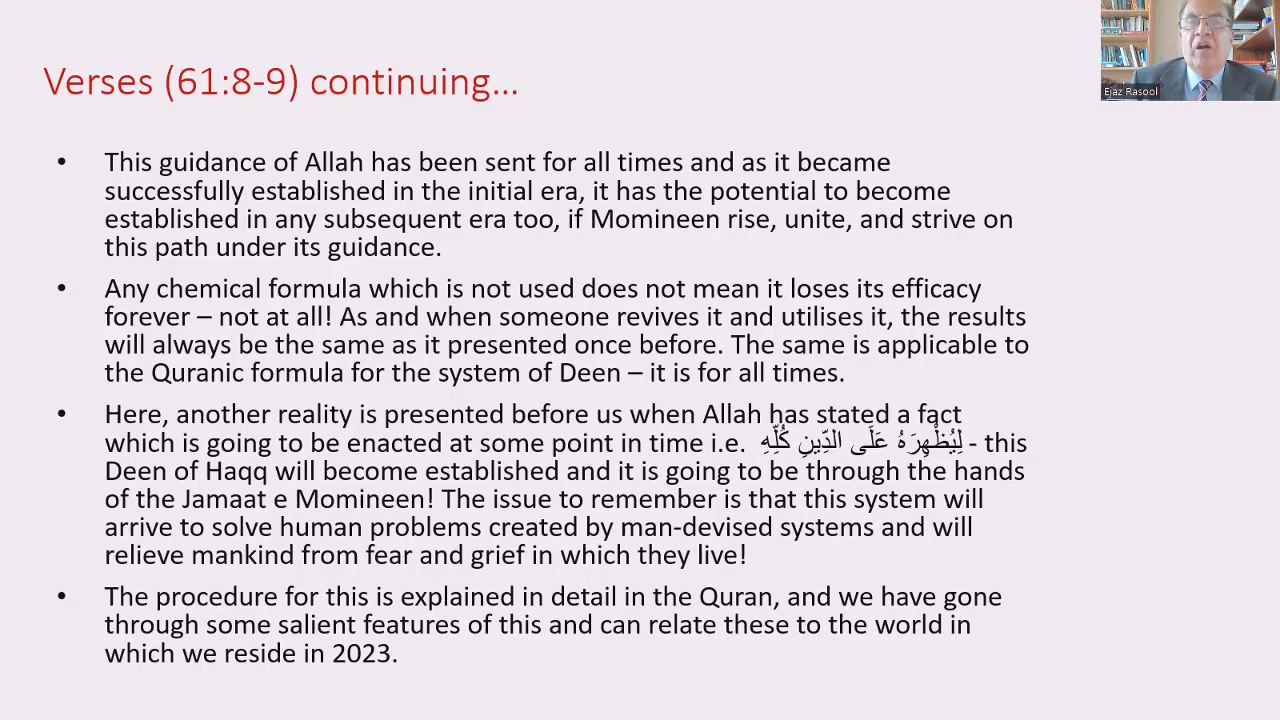 Verses (61:8-9) continuing...
Ejaz Rasool
• This guidance of Allah has been sent for all times and as it became
successfully established in the initial era, it has the potential to become
established in any subsequent era too, if Momineen rise, unite, and strive on
this path under its guidance.
• Any chemical formula which is not used does not mean it loses its efficacy
forever – not at all! As and when someone revives it and utilises it, the results
will always be the same as it presented once before. The same is applicable to
the Quranic formula for the system of Deen – it is for all times.
• Here, another reality is presented before us when Allah has stated a fact
which is going to be enacted at some point in time i.e. لِيُظْهِرَهُ عَلَى الدِّينِ كُلِّهِ - this
Deen of Haqq will become established and it is going to be through the hands
of the Jamaat e Momineen! The issue to remember is that this system will
arrive to solve human problems created by man-devised systems and will
relieve mankind from fear and grief in which they live!
• The procedure for this is explained in detail in the Quran, and we have gone
through some salient features of this and can relate these to the world in
which we reside in 2023.